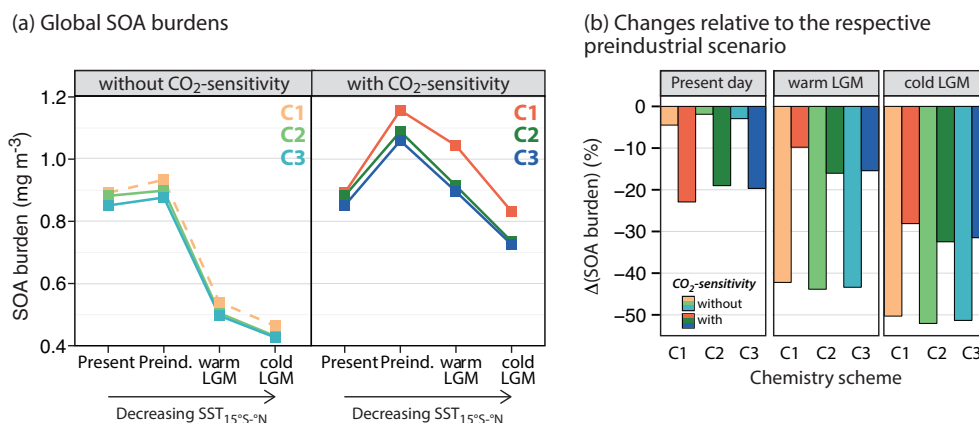 (a) Global SOA burdens
without CO2-sensitivity
with CO2-sensitivity
SOA burden (mg m-3)
1.2
1.0
0.8
0.6
0.4
C1
C2
C3
C1
C2
C3
Present
Preind.
warm
LGM
cold
LGM
Present
Preind.
warm
LGM
cold
LGM
Decreasing SST15°S-°N
Decreasing SST15°S-°N
(b) Changes relative to the respective
preindustrial scenario
Present day
warm LGM
cold LGM
Δ(SOA burden) (%)
0
−10
−20
−30
−40
−50
CO2-sensitivity
without
with
C1 C2 C3
C1 C2 C3
C1 C2 C3
Chemistry scheme